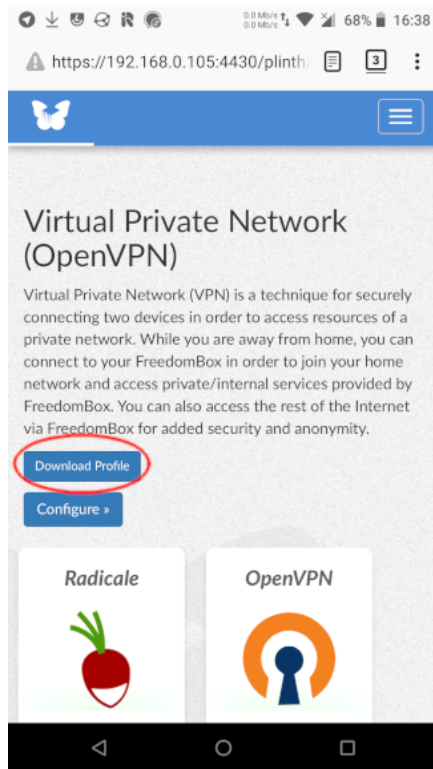 0.0 Mb/s
0.0 Mb/s
68%
16:38
https://192.168.0.105:4430/plinth/
3
Virtual Private Network
(OpenVPN)
Virtual Private Network (VPN) is a technique for securely
connecting two devices in order to access resources of a
private network. While you are away from home, you can
connect to your FreedomBox in order to join your home
network and access private/internal services provided by
FreedomBox. You can also access the rest of the Internet
via FreedomBox for added security and anonymity.
Download Profile
Configure »
Radicale
OpenVPN